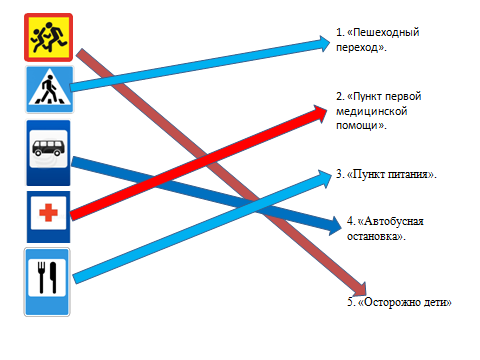 1. «Пешеходный
переход».
2. «Пункт первой
медицинской
помощи».
3. «Пункт питания».
4. «Автобусная
остановка».
5. «Осторожно дети»